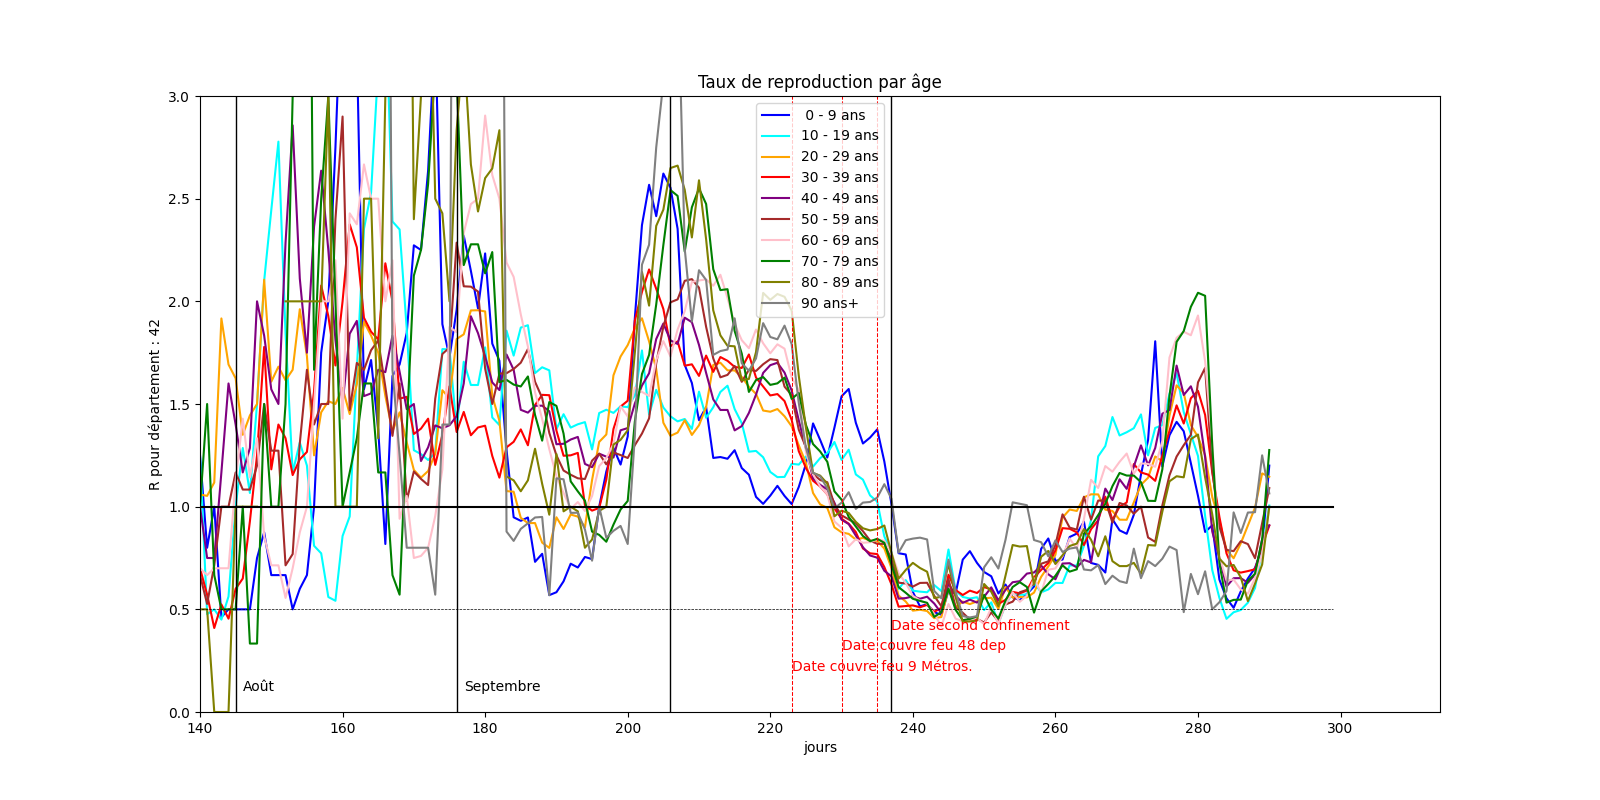 Taux de reproduction par âge
R pour département : 42
3.0
2.5
2.0
1.5
1.0
0.5
0.0
0 - 9 ans
10 - 19 ans
20 - 29 ans
30 - 39 ans
40 - 49 ans
50 - 59 ans
60 - 69 ans
70 - 79 ans
80 - 89 ans
90 ans+
Date second confinement
Date couvre feu 48 dep
Date couvre feu 9 Métros.
Août
Septembre
140 160 180 200 220 240 260 280 300
jours